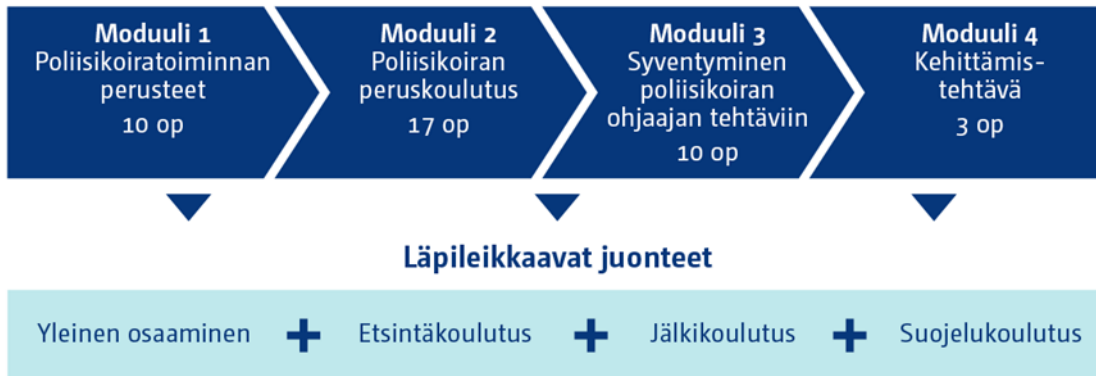 Moduuli 1
Poliisikoiratoiminnan
perusteet
10 op
Moduuli 2
Poliisikoiran
peruskoulutus
17 op
Moduuli 3
Syventyminen
poliisikoiran
ohjaajan tehtäviin
10 op
Moduuli 4
Kehittämis-
tehtävä
3 op
Läpileikkaavat juonteet
Yleinen osaaminen + Etsintäkoulutus + Jälkikoulutus + Suojelukoulutus